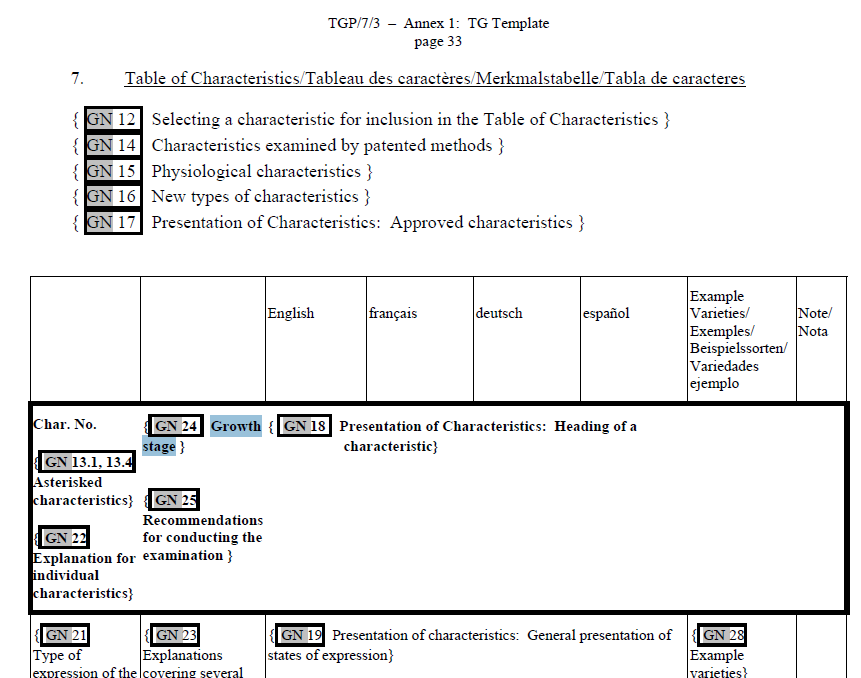 TGP/7/3 – Annex 1: TG Template
page 33
7. Table of Characteristics/Tableau des caractères/Merkmalstabelle/Tabla de caracteres
{ GN 12 Selecting a characteristic for inclusion in the Table of Characteristics }
{ GN 14 Characteristics examined by patented methods }
{ GN 15 Physiological characteristics }
{ GN 16 New types of characteristics }
{ GN 17 Presentation of Characteristics: Approved characteristics }
English
français
deutsch
español
Example
Varieties/
Exemples/
Beispielssorten/
Variedades
ejemplo
Note/
Nota
Char. No.
{ GN 13.1, 13.4
Asterisked
characteristics}
{ GN 22
Explanation for
individual
characteristics}
{ GN 24 Growth
stage }
{ GN 25
Recommendations
for conducting the
examination }
{ GN 18 Presentation of Characteristics: Heading of a
characteristic}
{ GN 21
Type of
expression of the
{ GN 23
Explanations
covering several
{ GN 19 Presentation of characteristics: General presentation of
states of expression}
{ GN 28
Example
varieties}